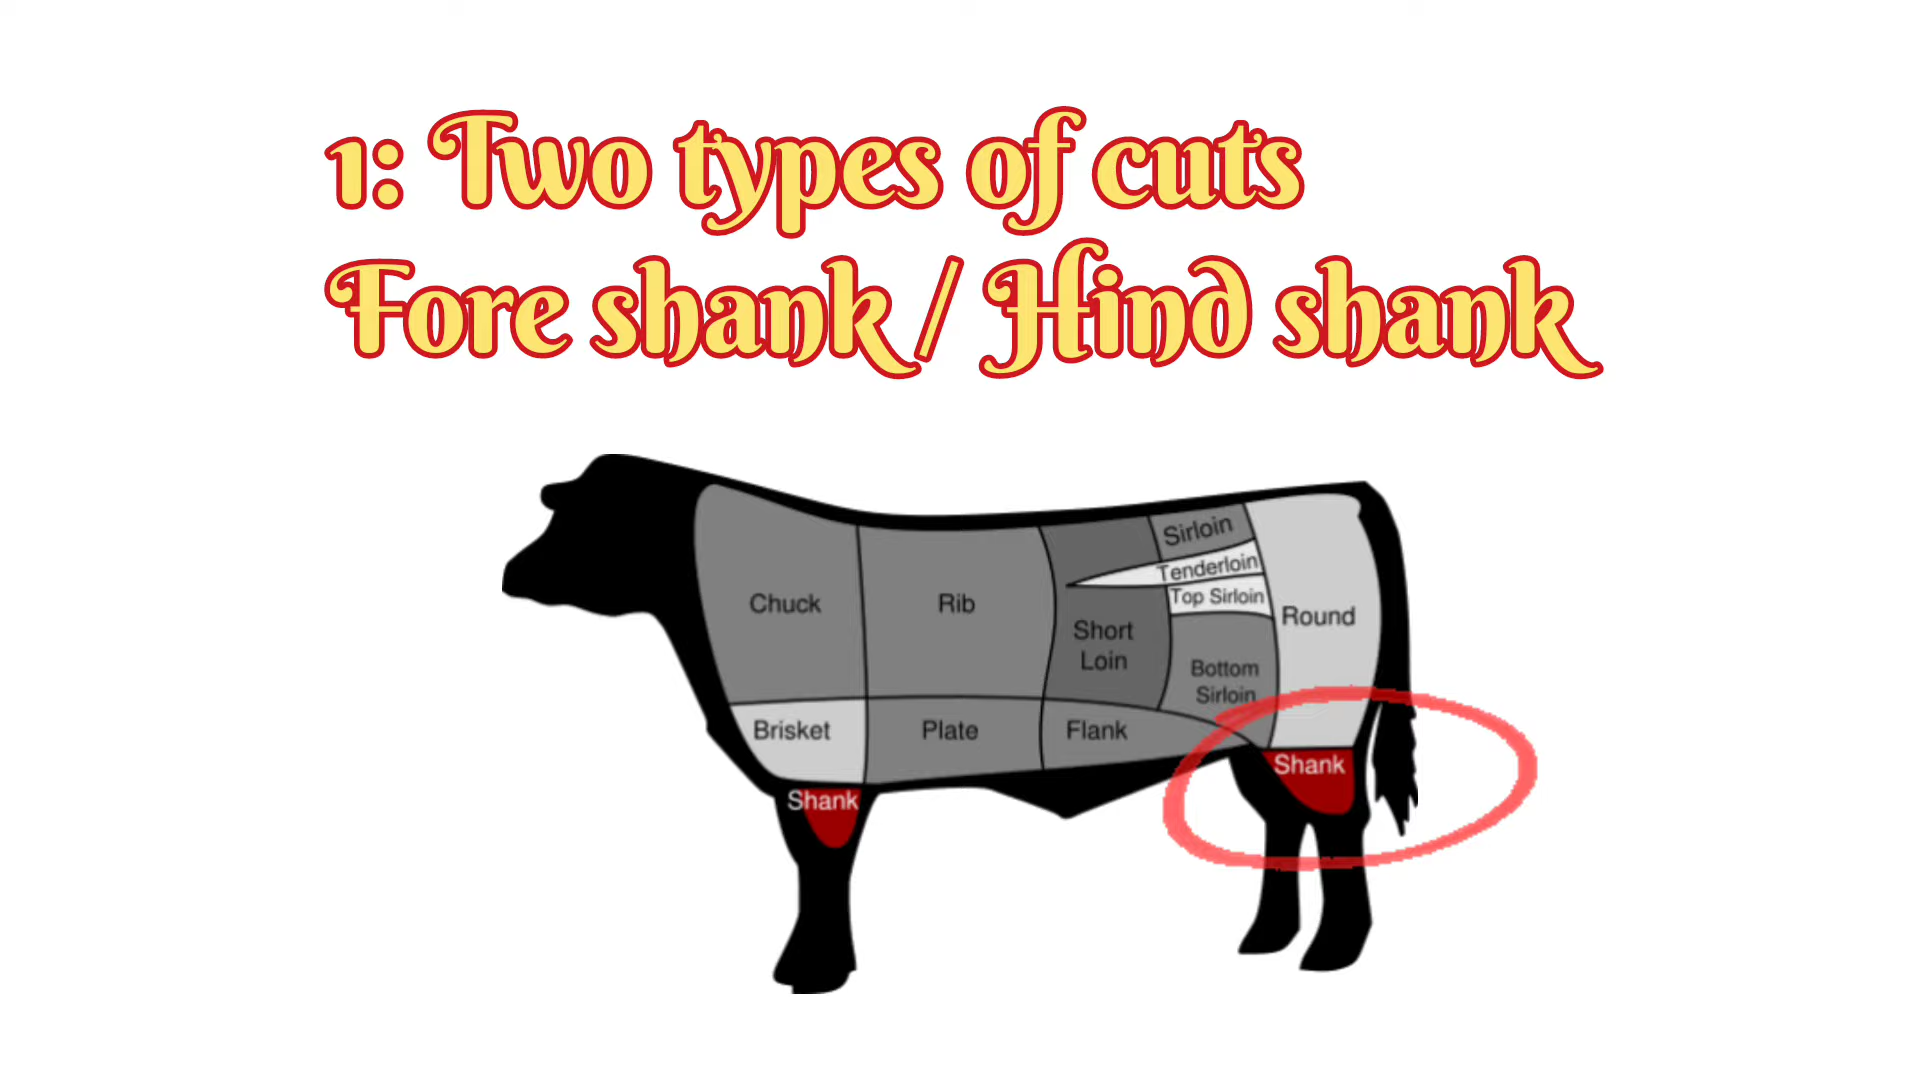 1: Two types of cuts
Fore shank / Hind shank
Sirloin
Tenderloin
Top Sirloin
Chuck
Rib
Short
Loin
Round
Bottom
Sirloin
Brisket
Plate
Flank
Shank
Shank